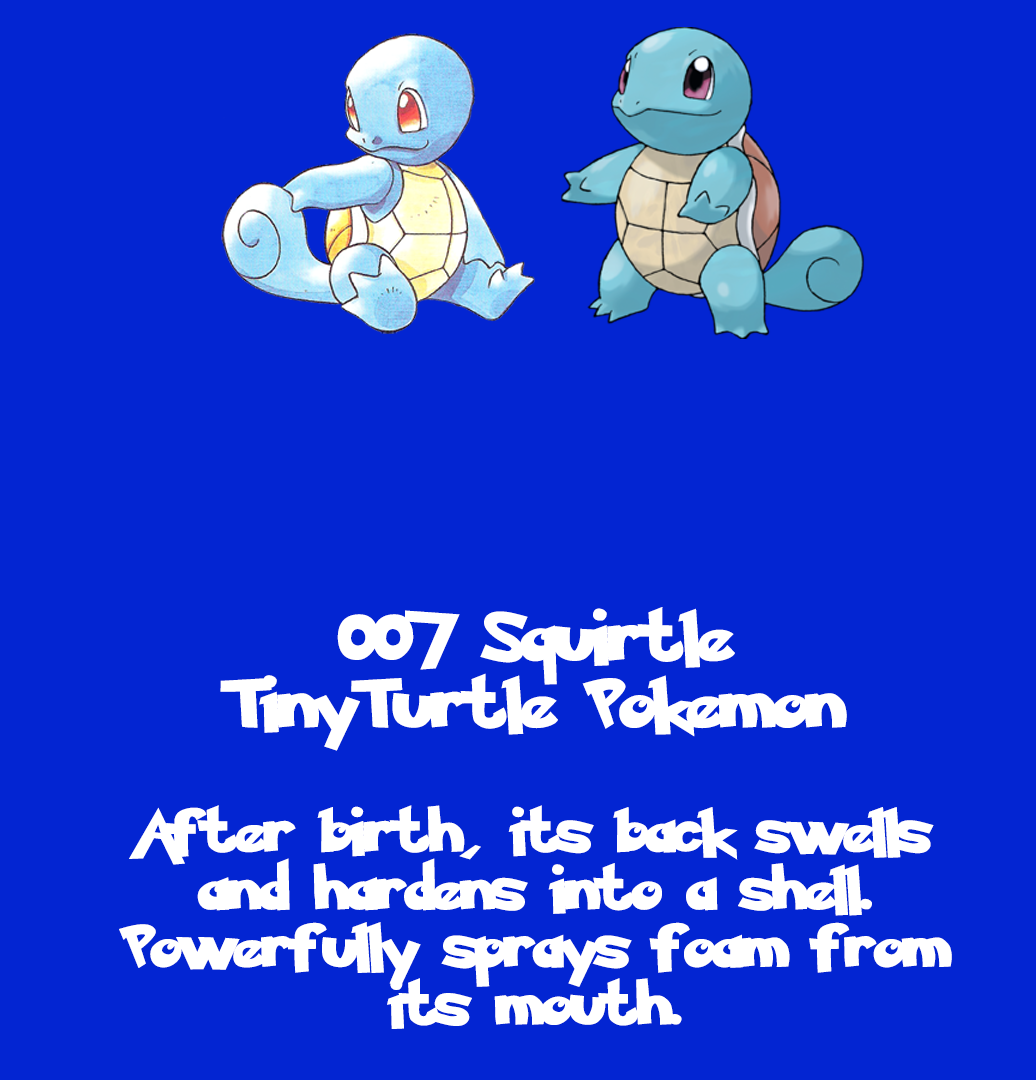 007 Squirtle
TinyTurtle Pokemon
After birth, its back swells
and hardens into a shell.
Powerfully sprays foam from
its mouth.